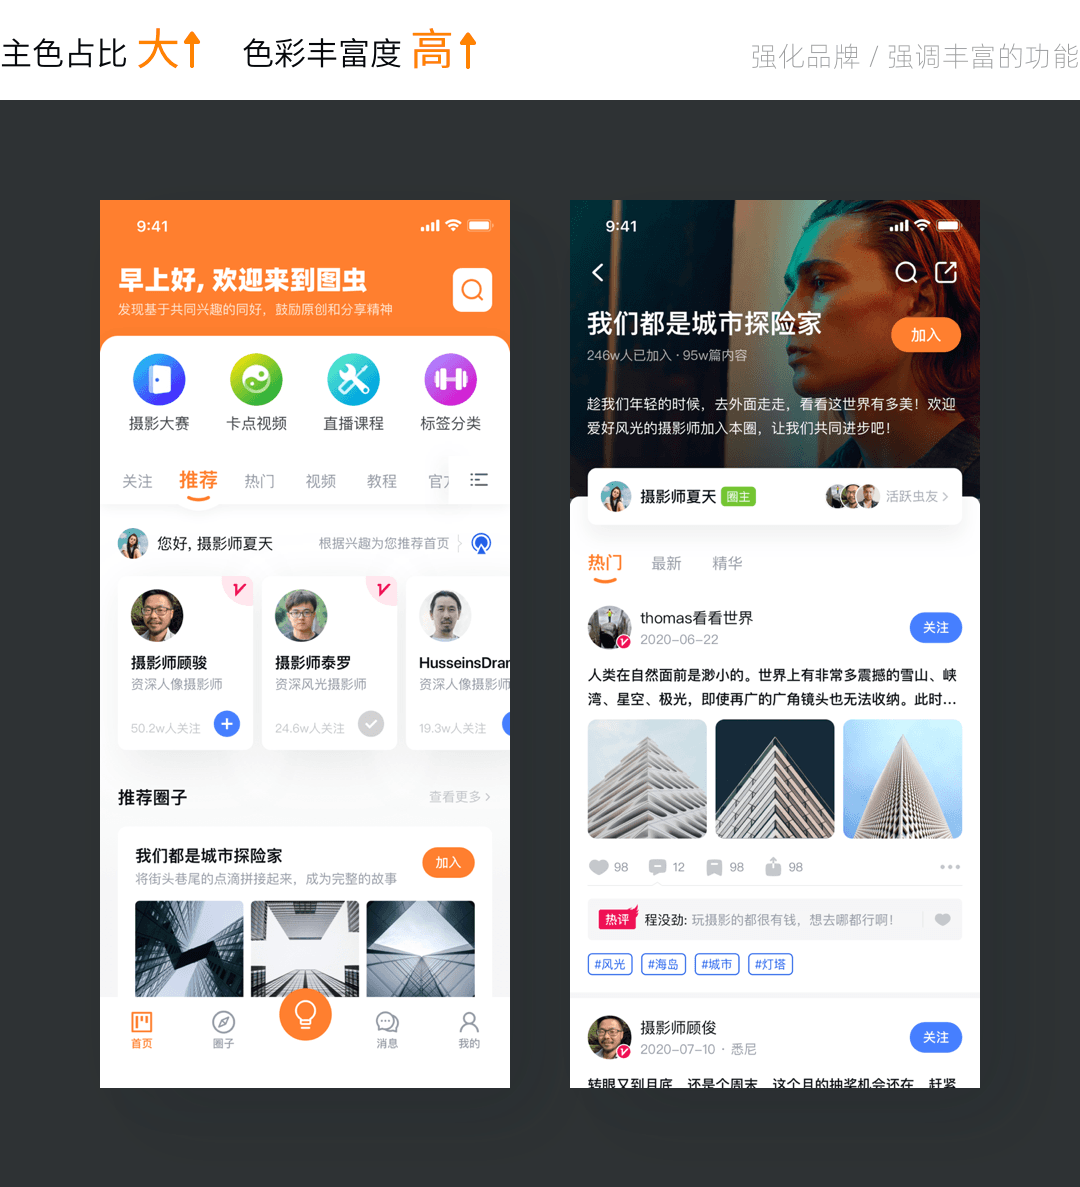 主色占比 大↑ 色彩丰富度 高↑
强化品牌 / 强调丰富的功能
9:41
早上好, 欢迎来到图虫
发现基于共同兴趣的同好，鼓励原创和分享精神
摄影大赛 卡点视频 直播课程 标签分类
关注 推荐 热门 视频 教程
您好, 摄影师夏天 根据兴趣为您推荐首页
摄影师顾骏 摄影师泰罗 HusseinsDra
资深人像摄影师 资深风光摄影师 资深人像摄影师
50.2w人关注 24.6w人关注 19.3w人关注
推荐圈子 查看更多
我们都是城市探险家
将街头巷尾的点滴拼接起来，成为完整的故事
加入
首页 圈子 消息 我的
9:41
我们都是城市探险家
246w人已加入 · 95w篇内容
加入
趁我们年轻的时候，去外面走走，看看这世界有多美！欢迎
爱好风光的摄影师加入本圈，让我们共同进步吧！
摄影师夏天 圈主 活跃虫友
热门 最新 精华
thomas看看世界
2020-06-22
关注
人类在自然面前是渺小的。世界上有非常多震撼的雪山、峡
湾、星空、极光，即使再广的广角镜头也无法收纳。此时...
98 12 98 98
热评 程没劲: 玩摄影的都很有钱，想去哪都行啊！
#风光 #海岛 #城市 #灯塔
摄影师顾俊
2020-07-10 · 悉尼
关注
转眼又到月底，还是个周末，这个月的抽奖机会还在，赶紧